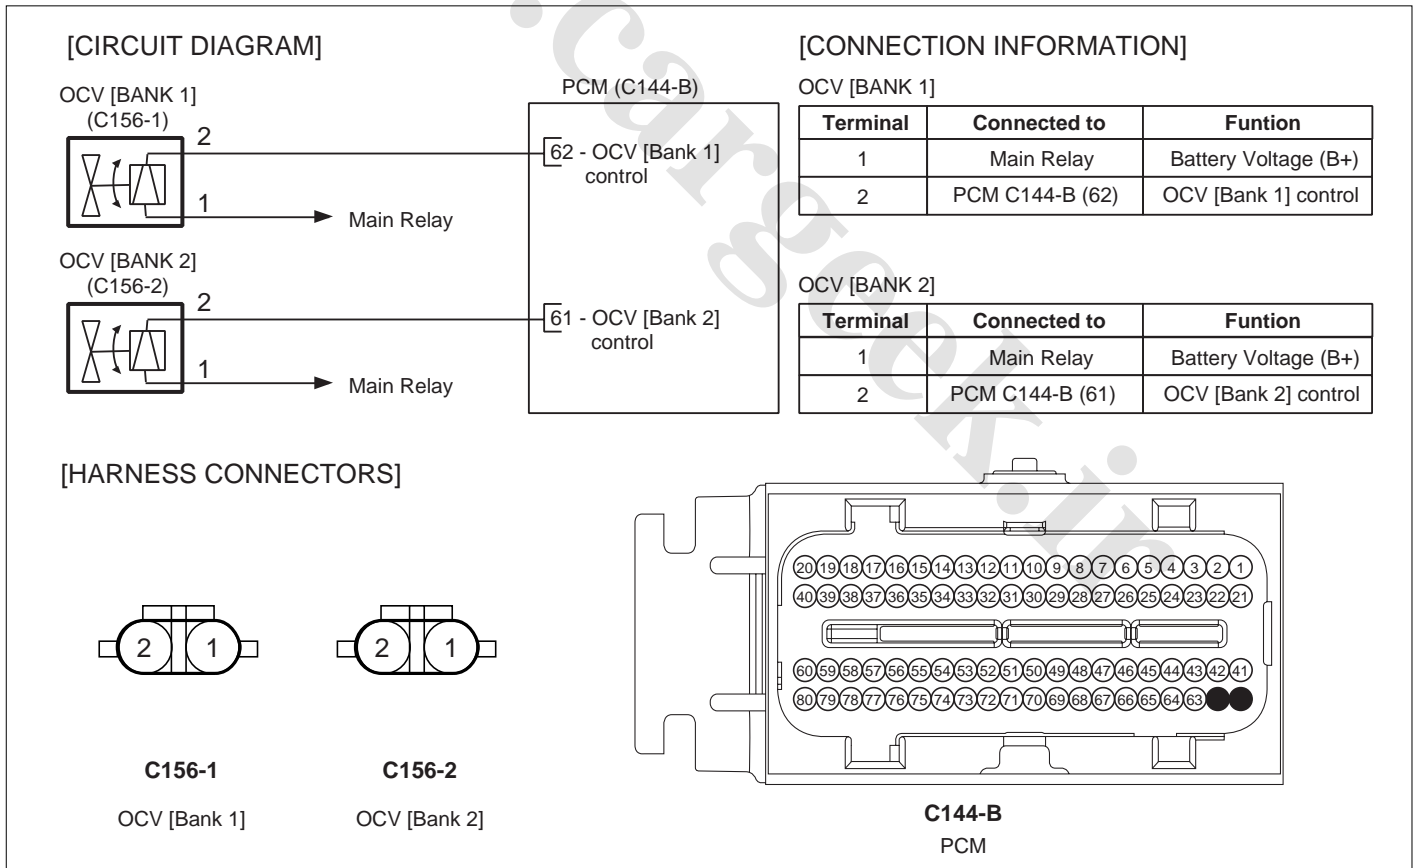 [CIRCUIT DIAGRAM]
OCV [BANK 1]
(C156-1)
2
1
Main Relay
PCM (C144-B)
62 - OCV [Bank 1]
control
OCV [BANK 2]
(C156-2)
2
1
Main Relay
61 - OCV [Bank 2]
control
[CONNECTION INFORMATION]
OCV [BANK 1]
Terminal Connected to Funtion
1 Main Relay Battery Voltage (B+)
2 PCM C144-B (62) OCV [Bank 1] control
OCV [BANK 2]
Terminal Connected to Funtion
1 Main Relay Battery Voltage (B+)
2 PCM C144-B (61) OCV [Bank 2] control
[HARNESS CONNECTORS]
2 1
C156-1
OCV [Bank 1]
2 1
C156-2
OCV [Bank 2]
20 19 18 17 16 15 14 13 12 11 10 9 8 7 6 5 4 3 2 1
40 39 38 37 36 35 34 33 32 31 30 29 28 27 26 25 24 23 22 21
60 59 58 57 56 55 54 53 52 51 50 49 48 47 46 45 44 43 42 41
80 79 78 77 76 75 74 73 72 71 70 69 68 67 66 65 64 63
C144-B
PCM
.cargeek.ir